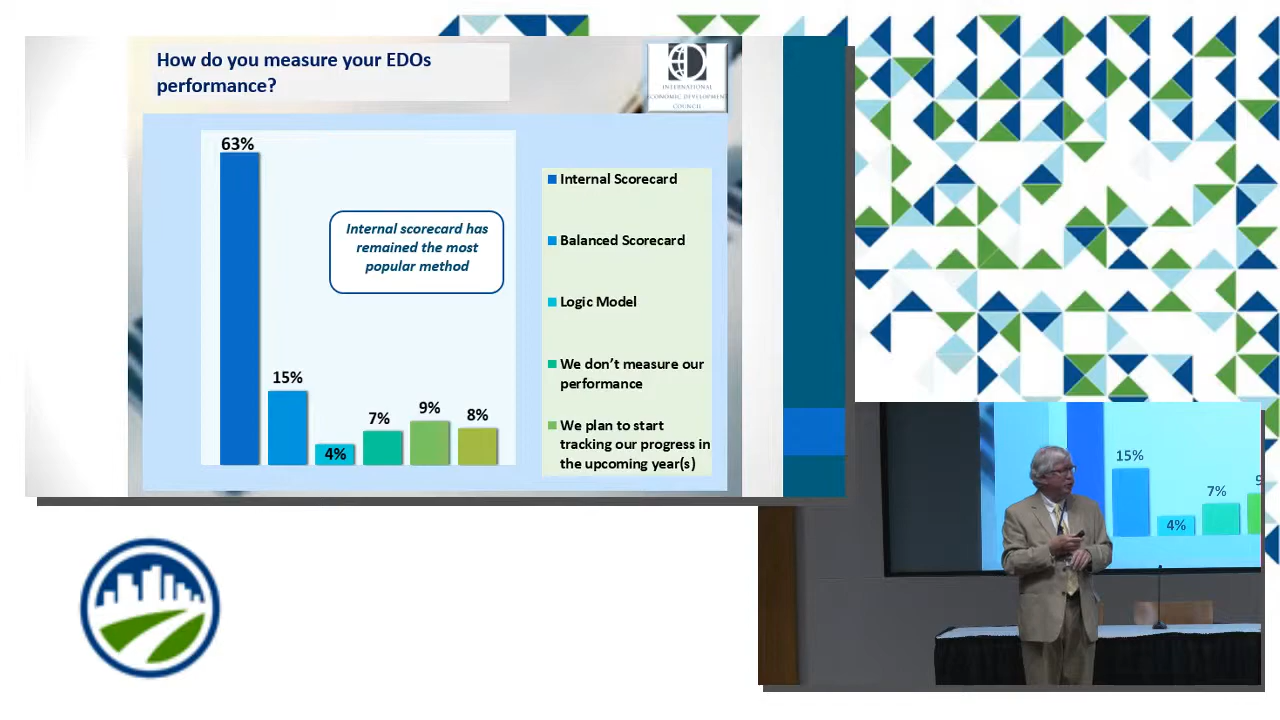 How do you measure your EDOs
performance?
INTERNATIONAL
ECONOMIC DEVELOPMENT
COUNCIL
63%
15%
4%
7%
9%
8%
Internal scorecard has
remained the most
popular method
Internal Scorecard
Balanced Scorecard
Logic Model
We don't measure our
performance
We plan to start
tracking our progress in
the upcoming year(s)
15%
4%
7%
9